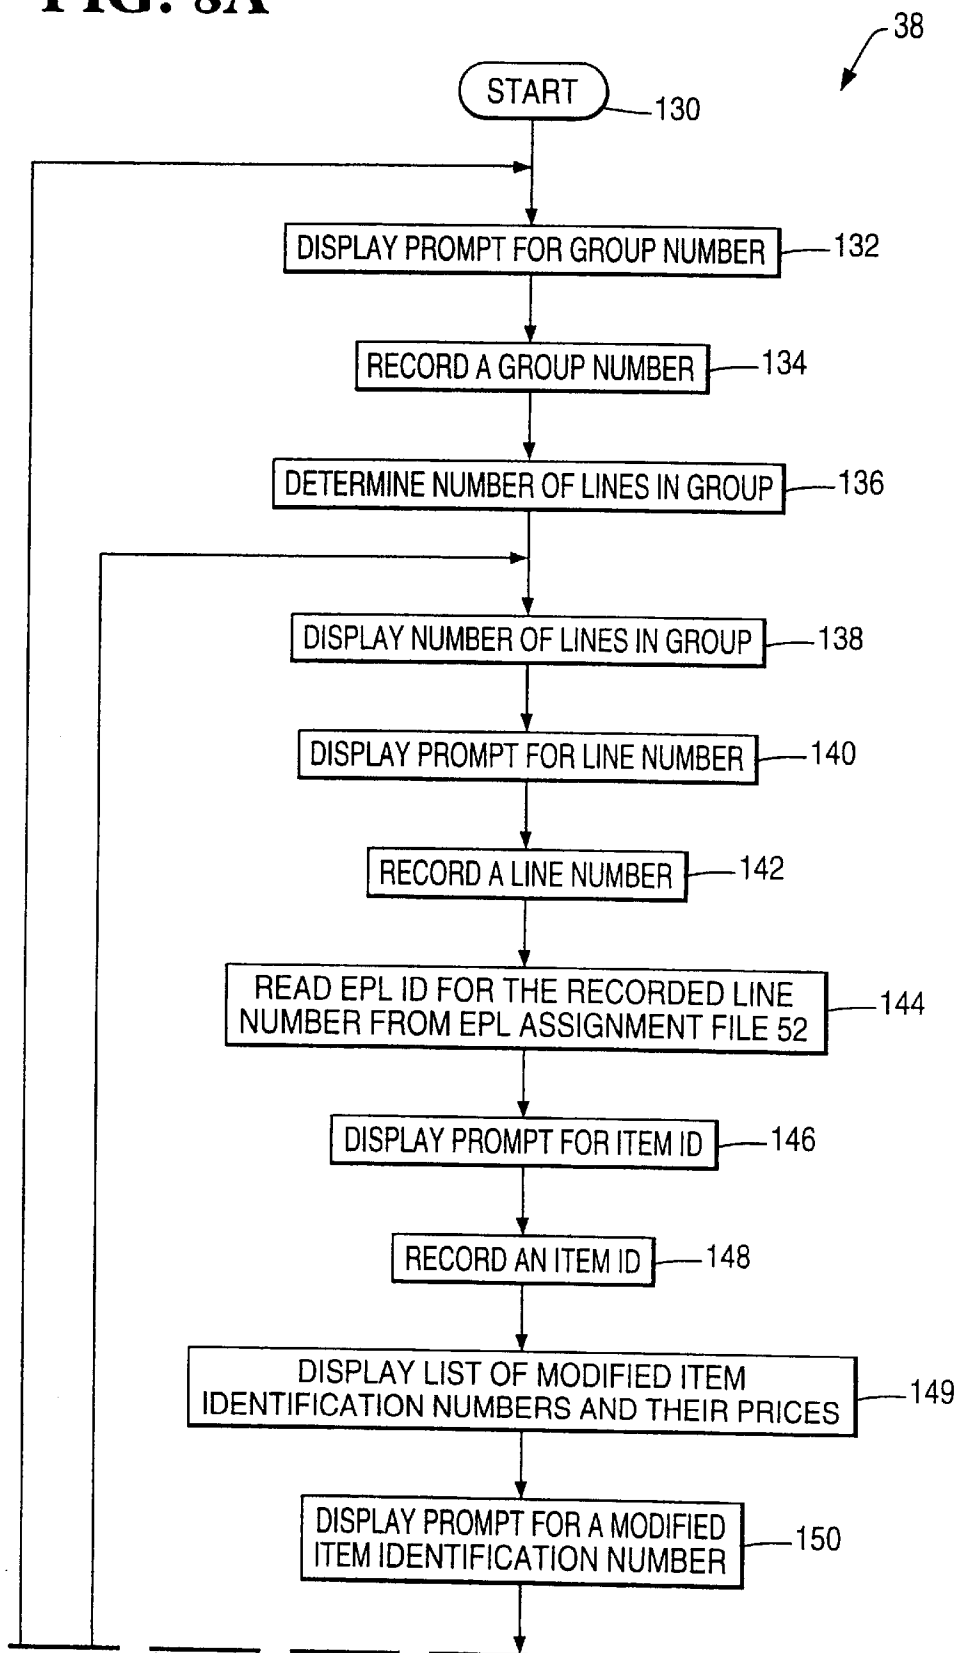 FIG. 8A
38
START
130
DISPLAY PROMPT FOR GROUP NUMBER
132
RECORD A GROUP NUMBER
134
DETERMINE NUMBER OF LINES IN GROUP
136
DISPLAY NUMBER OF LINES IN GROUP
138
DISPLAY PROMPT FOR LINE NUMBER
140
RECORD A LINE NUMBER
142
READ EPL ID FOR THE RECORDED LINE
NUMBER FROM EPL ASSIGNMENT FILE 52
144
DISPLAY PROMPT FOR ITEM ID
146
RECORD AN ITEM ID
148
DISPLAY LIST OF MODIFIED ITEM
IDENTIFICATION NUMBERS AND THEIR PRICES
149
DISPLAY PROMPT FOR A MODIFIED
ITEM IDENTIFICATION NUMBER
150